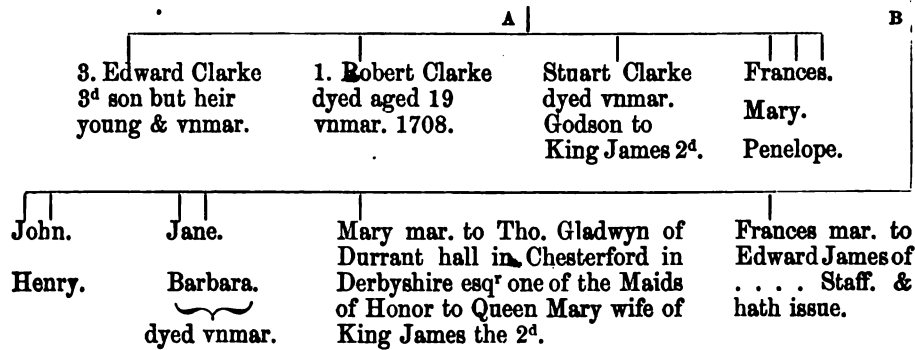 A
B
3. Edward Clarke
3d son but heir
young & vnmar.
1. Robert Clarke
dyed aged 19
vnmar. 1708.
Stuart Clarke
dyed vnmar.
Godson to
King James 2d.
Frances.
Mary.
Penelope.
John.
Henry.
Jane.
Barbara.
dyed vnmar.
Mary mar. to Tho. Gladwyn of
Durrant hall in Chesterford in
Derbyshire esqr one of the Maids
of Honor to Queen Mary wife of
King James the 2d.
Frances mar. to
Edward James of
. . . . Staff. &
hath issue.